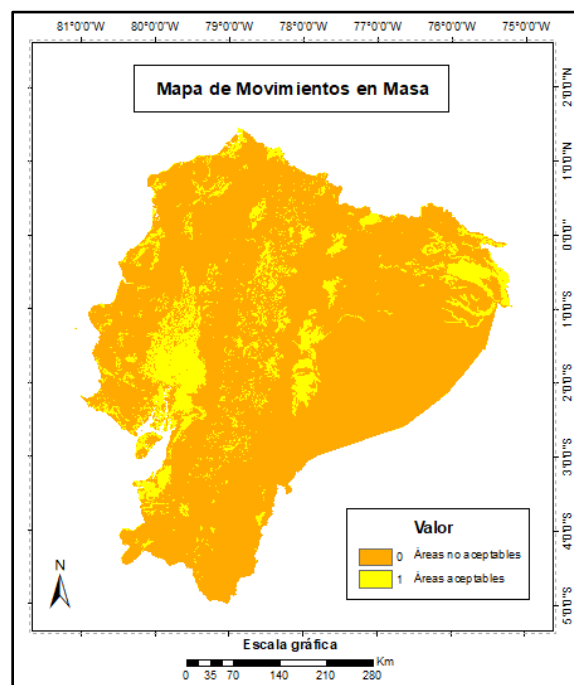 81°0'0"W 80°0'0"W 79°0'0"W 78°0'0"W 77°0'0"W 76°0'0"W 75°0'0"W
Mapa de Movimientos en Masa
2°0'0"N
1°0'0"N
0°0'0"
1°0'0"S
2°0'0"S
3°0'0"S
4°0'0"S
5°0'0"S
Valor
0 Áreas no aceptables
1 Áreas aceptables
N
Escala gráfica
Km
0 35 70 140 210 280